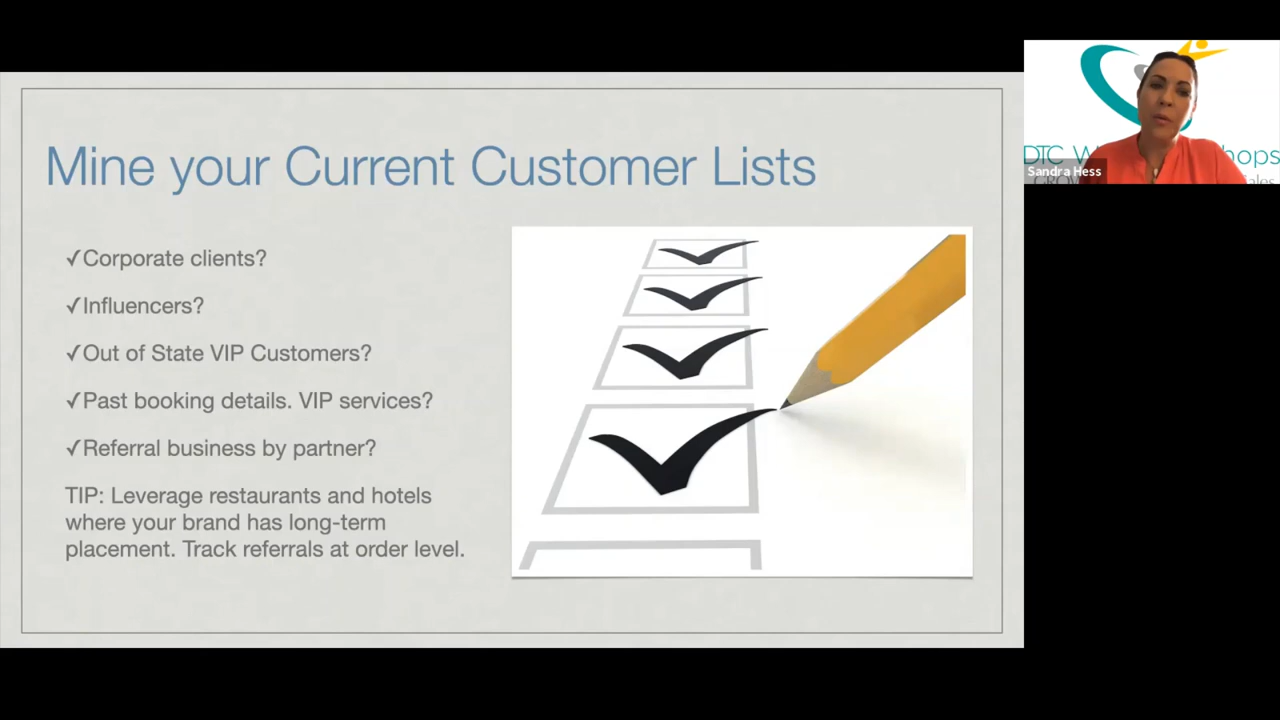 Mine your Current Customer Lists
✓Corporate clients?
✓Influencers?
✓Out of State VIP Customers?
✓Past booking details. VIP services?
✓Referral business by partner?
TIP: Leverage restaurants and hotels
where your brand has long-term
placement. Track referrals at order level.
DTC
Sandra Hess